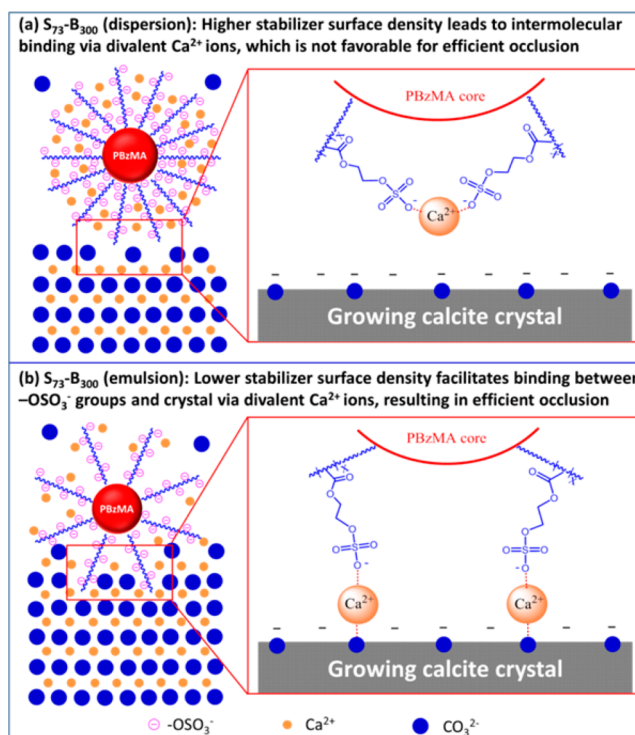 (a) S₇₃-B₃₀₀ (dispersion): Higher stabilizer surface density leads to intermolecular
binding via divalent Ca²⁺ ions, which is not favorable for efficient occlusion
PBzMA
PBzMA core
O
O
O
O
O
S
O
O
O⁻
O
S
O
O
⁻O
Ca²⁺
− − − − − − −
Growing calcite crystal
(b) S₇₃-B₃₀₀ (emulsion): Lower stabilizer surface density facilitates binding between
–OSO₃⁻ groups and crystal via divalent Ca²⁺ ions, resulting in efficient occlusion
PBzMA
PBzMA core
O
O
O
O
O=S=O
O⁻
O
O=S=O
⁻O
Ca²⁺
Ca²⁺
− − − − − − −
Growing calcite crystal
-OSO₃⁻ Ca²⁺ CO₃²⁻